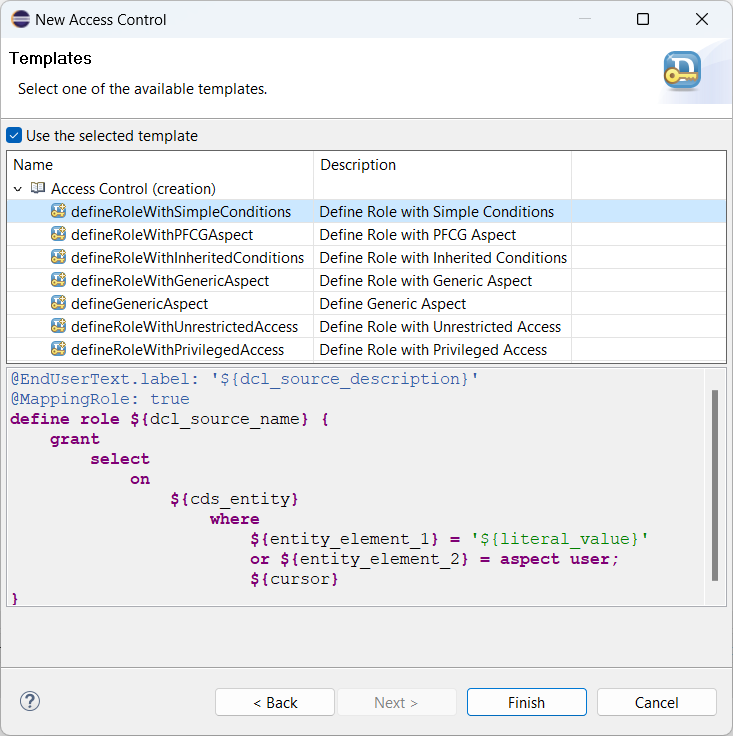 New Access Control
Templates
Select one of the available templates.
Use the selected template
Name Description
Access Control (creation)
defineRoleWithSimpleConditions Define Role with Simple Conditions
defineRoleWithPFCGAspect Define Role with PFCG Aspect
defineRoleWithInheritedConditions Define Role with Inherited Conditions
defineRoleWithGenericAspect Define Role with Generic Aspect
defineGenericAspect Define Generic Aspect
defineRoleWithUnrestrictedAccess Define Role with Unrestricted Access
defineRoleWithPrivilegedAccess Define Role with Privileged Access
@EndUserText.label: '${dcl_source_description}'
@MappingRole: true
define role ${dcl_source_name} {
grant
select
on
${cds_entity}
where
${entity_element_1} = '${literal_value}'
or ${entity_element_2} = aspect user;
${cursor}
}
?
< Back Next > Finish Cancel